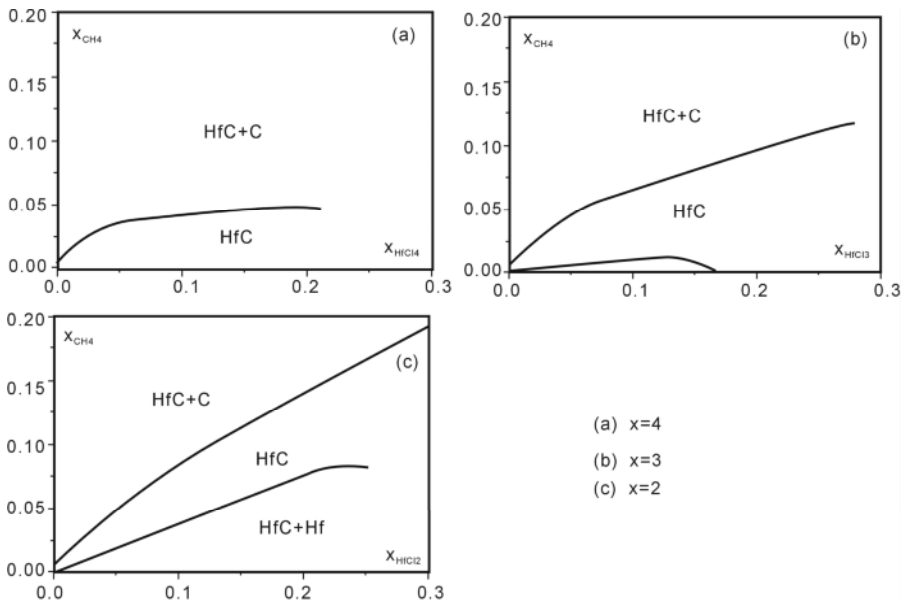 0.20
x_CH4
(a)
0.15
HfC+C
0.10
0.05
HfC
x_HfCl4
0.00
0.0 0.1 0.2 0.3
0.20
x_CH4
(b)
0.15
HfC+C
0.10
HfC
0.05
x_HfCl3
0.00
0.0 0.1 0.2 0.3
0.20
x_CH4
(c)
0.15
HfC+C
0.10
HfC
0.05
HfC+Hf
x_HfCl2
0.00
0.0 0.1 0.2 0.3
(a) x=4
(b) x=3
(c) x=2